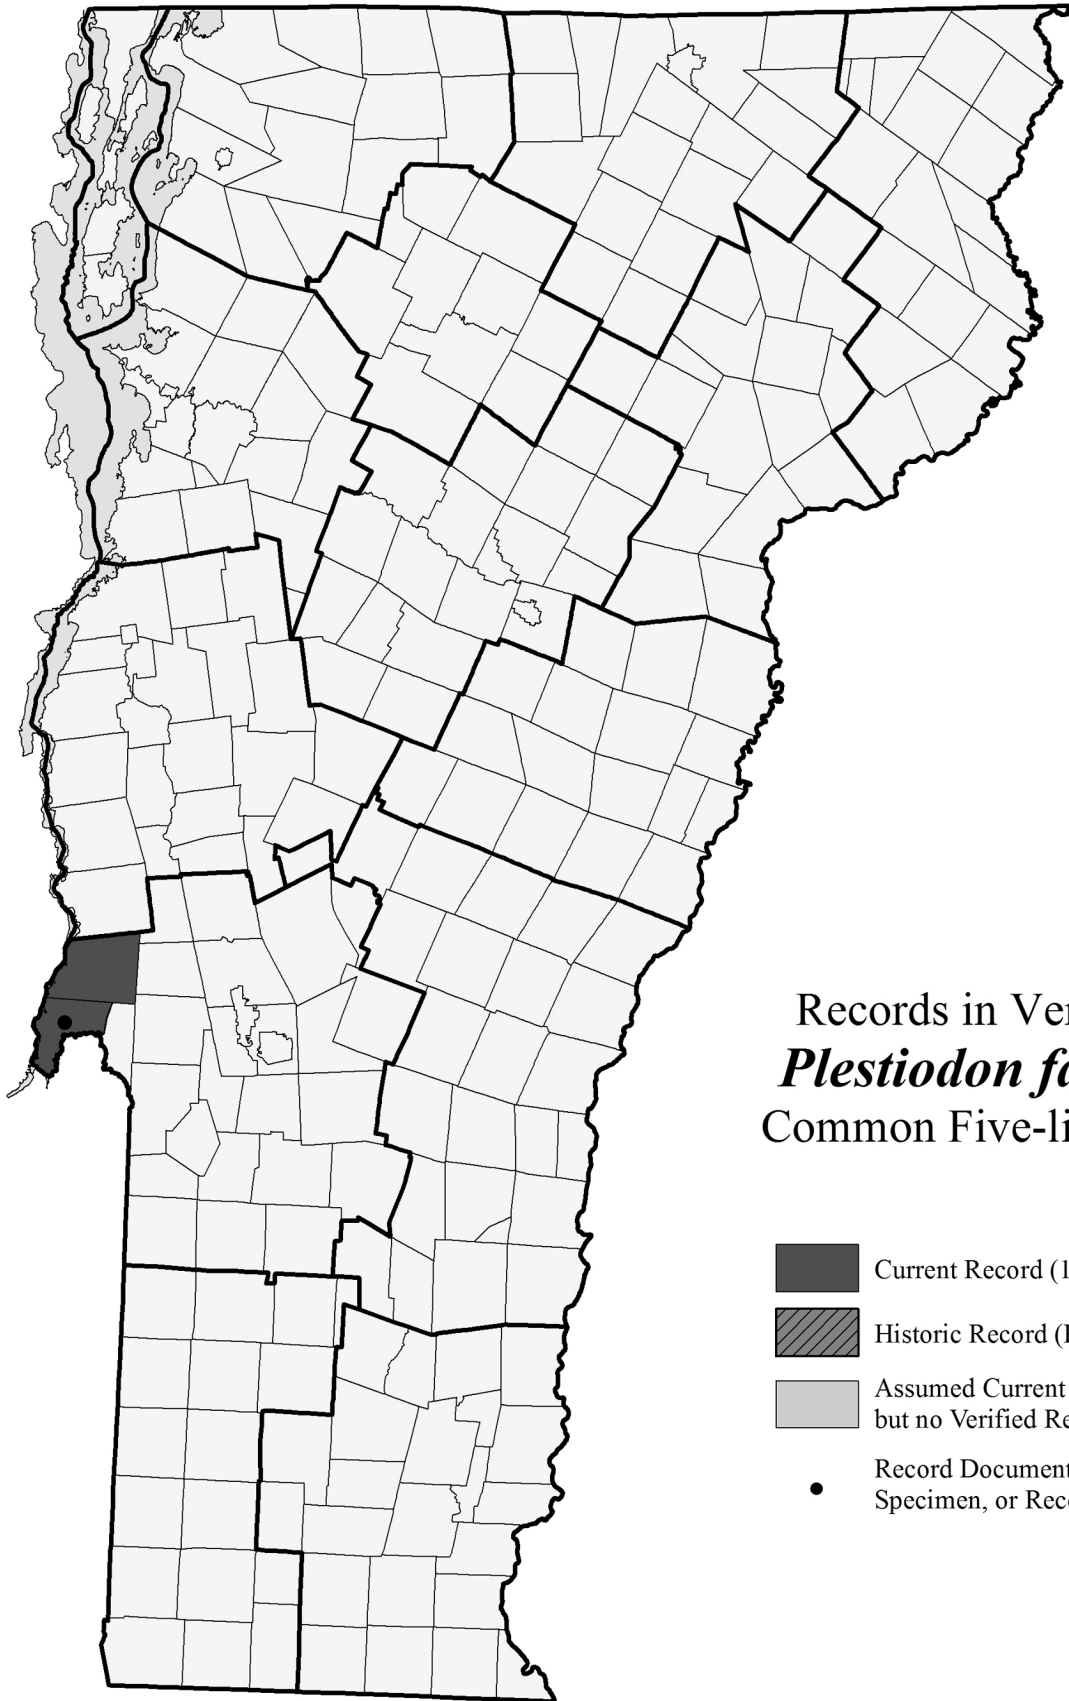 Records in Ver
Plestiodon fa
Common Five-li
Current Record (1
Historic Record (
Assumed Current
but no Verified Re
Record Document
Specimen, or Reco